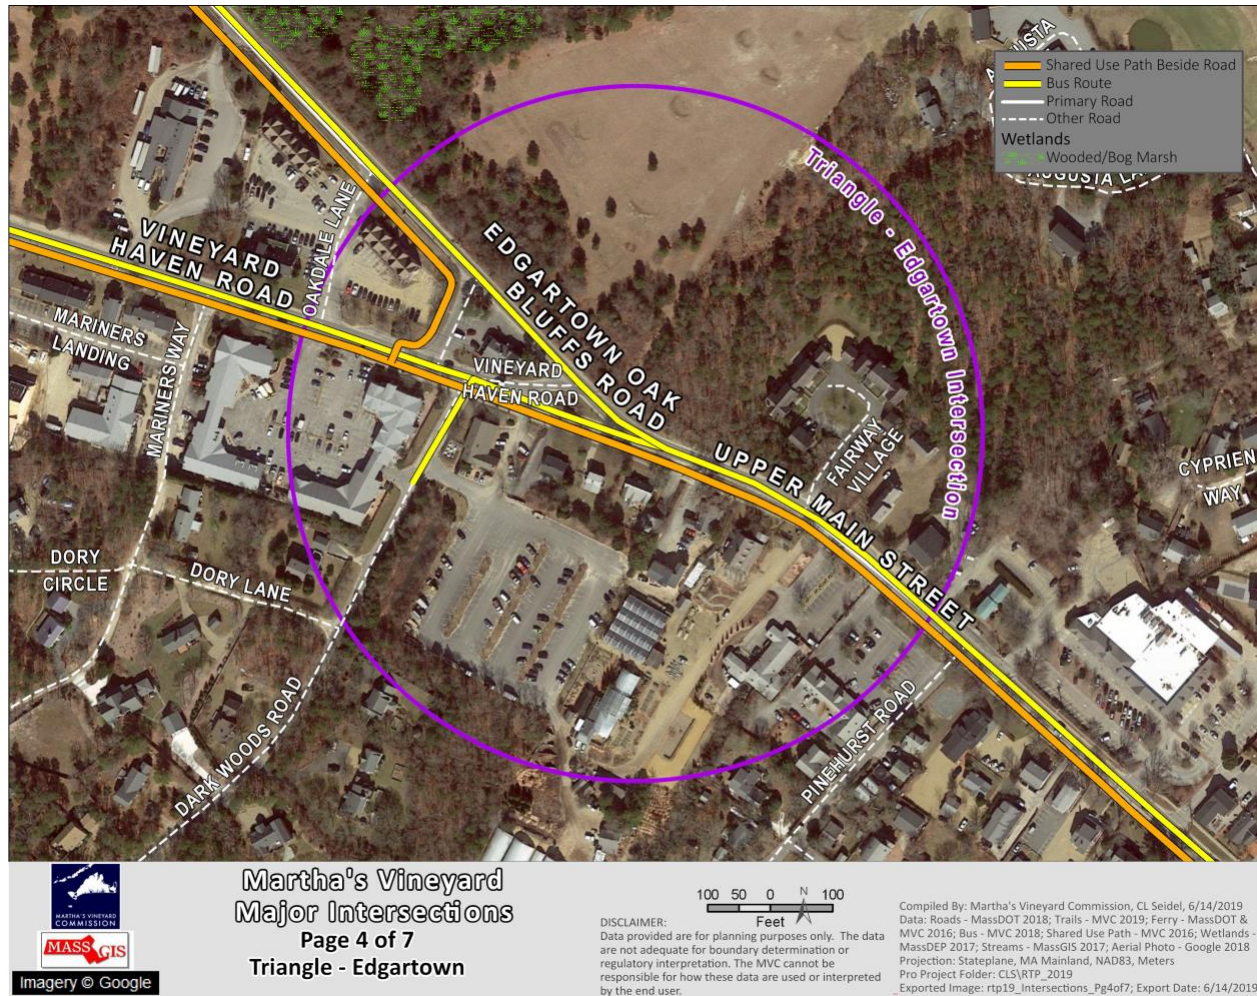 AUGUSTA
Shared Use Path Beside Road
Bus Route
Primary Road
Other Road
Wetlands
Wooded/Bog Marsh
AUGUSTA LA
Triangle - Edgartown Intersection
VINEYARD
HAVEN ROAD
OAKDALE LANE
EDGARTOWN OAK
BLUFFS ROAD
MARINERS
LANDING
MARINERS WAY
VINEYARD
HAVEN ROAD
UPPER MAIN STREET
FAIRWAY
VILLAGE
CYPRIEN
WAY
DORY
CIRCLE
DORY LANE
DARK WOODS ROAD
PINEHURST ROAD
MARTHA'S VINEYARD
COMMISSION
MASS GIS
Imagery © Google
Martha's Vineyard
Major Intersections
Page 4 of 7
Triangle - Edgartown
100 50 0 N 100
Feet
DISCLAIMER:
Data provided are for planning purposes only. The data
are not adequate for boundary determination or
regulatory interpretation. The MVC cannot be
responsible for how these data are used or interpreted
by the end user.
Compiled By: Martha's Vineyard Commission, CL Seidel, 6/14/2019
Data: Roads - MassDOT 2018; Trails - MVC 2019; Ferry - MassDOT &
MVC 2016; Bus - MVC 2018; Shared Use Path - MVC 2016; Wetlands -
MassDEP 2017; Streams - MassGIS 2017; Aerial Photo - Google 2018
Projection: Stateplane, MA Mainland, NAD83, Meters
Pro Project Folder: CLS\RTP_2019
Exported Image: rtp19_Intersections_Pg4of7; Export Date: 6/14/2019